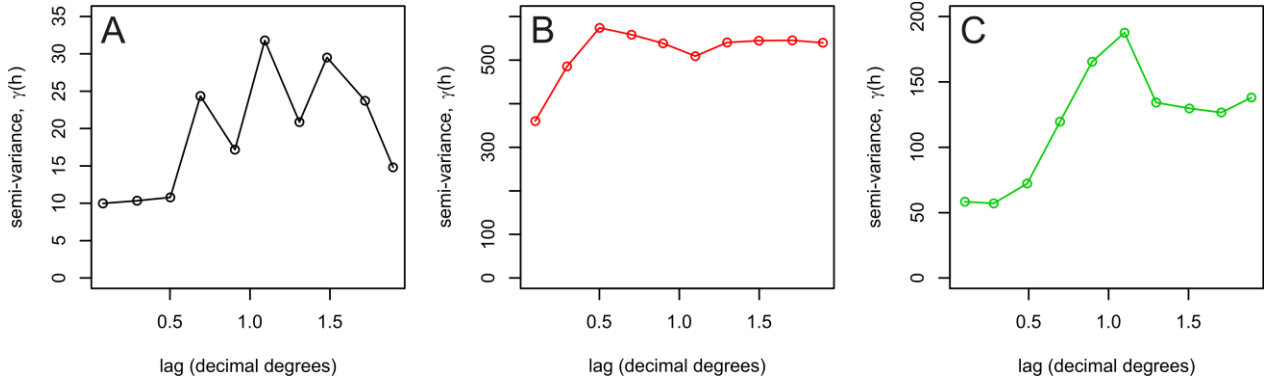 A
semi-variance, γ(h)
35
30
25
20
15
10
5
0
0.5 1.0 1.5
lag (decimal degrees)
B
semi-variance, γ(h)
500
300
100
0
0.5 1.0 1.5
lag (decimal degrees)
C
semi-variance, γ(h)
200
150
100
50
0
0.5 1.0 1.5
lag (decimal degrees)